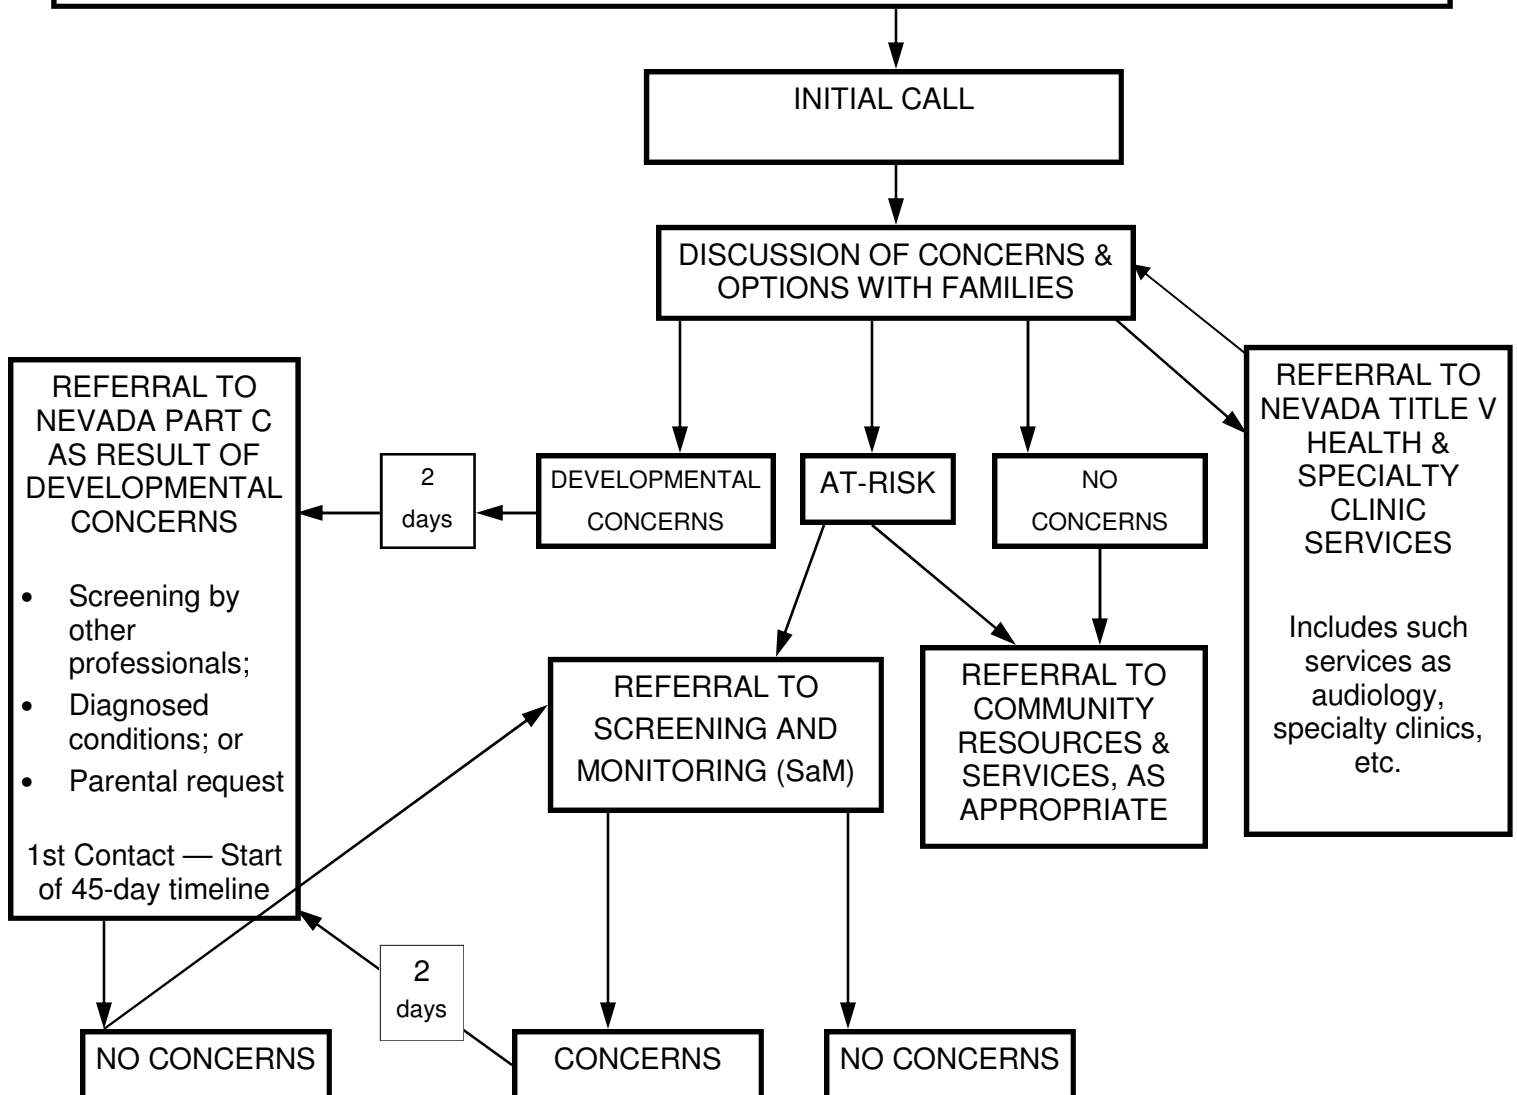 INITIAL CALL
DISCUSSION OF CONCERNS &
OPTIONS WITH FAMILIES
REFERRAL TO
NEVADA PART C
AS RESULT OF
DEVELOPMENTAL
CONCERNS
• Screening by
other
professionals;
• Diagnosed
conditions; or
• Parental request
1st Contact — Start
of 45-day timeline
2
days
DEVELOPMENTAL
CONCERNS
AT-RISK
NO
CONCERNS
REFERRAL TO
NEVADA TITLE V
HEALTH &
SPECIALTY
CLINIC
SERVICES
Includes such
services as
audiology,
specialty clinics,
etc.
REFERRAL TO
SCREENING AND
MONITORING (SaM)
REFERRAL TO
COMMUNITY
RESOURCES &
SERVICES, AS
APPROPRIATE
2
days
NO CONCERNS
CONCERNS
NO CONCERNS